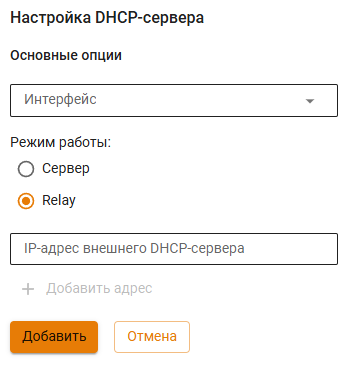 Настройка DHCP-сервера
Основные опции
Интерфейс
Режим работы:
Сервер
Relay
IP-адрес внешнего DHCP-сервера
+ Добавить адрес
Добавить Отмена